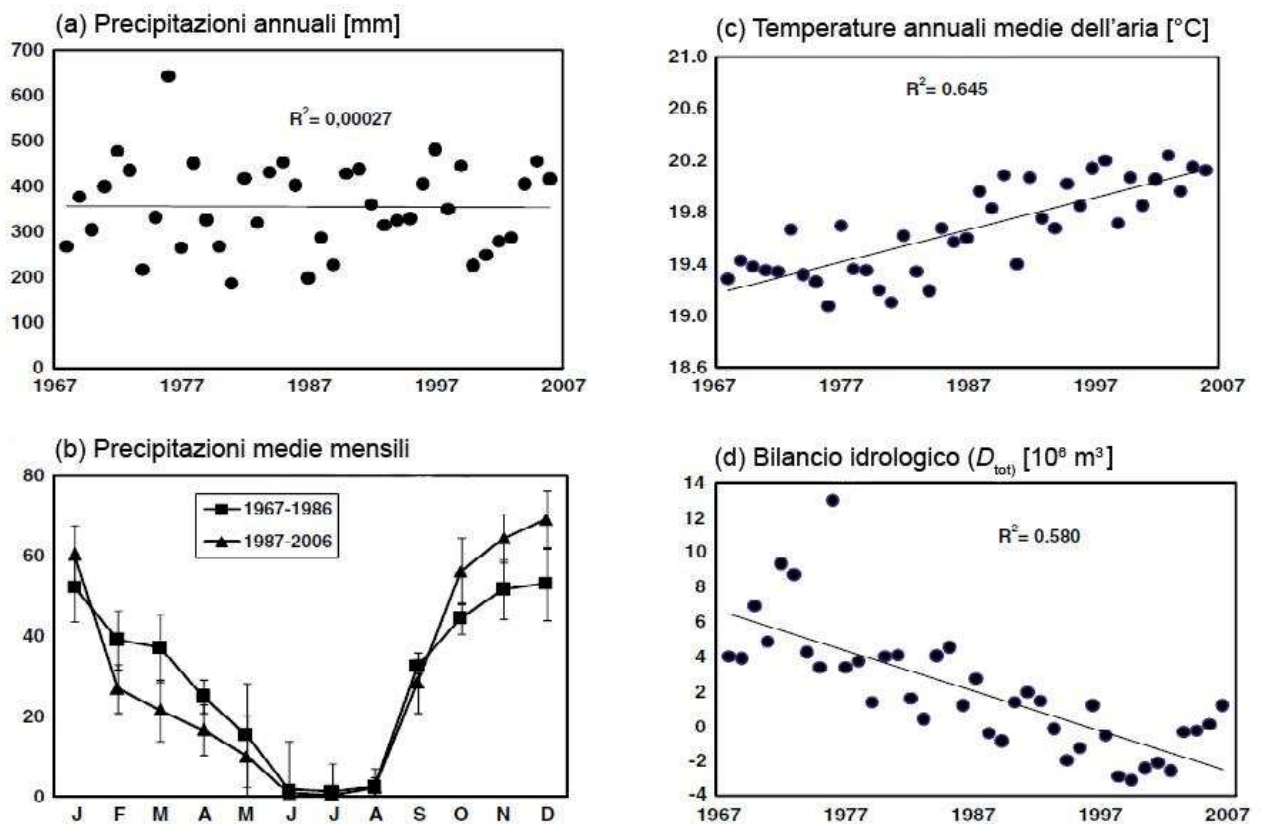 (a) Precipitazioni annuali [mm]
700
600
500
400
300
200
100
0
R²= 0,00027
1967 1977 1987 1997 2007
(c) Temperature annuali medie dell'aria [°C]
21.0
20.6
20.2
19.8
19.4
19.0
18.6
R²= 0.645
1967 1977 1987 1997 2007
(b) Precipitazioni medie mensili
80
60
40
20
0
1967-1986
1987-2006
J F M A M J J A S O N D
(d) Bilancio idrologico (D tot) [10⁶ m³]
14
12
10
8
6
4
2
0
-2
-4
R²= 0.580
1967 1977 1987 1997 2007